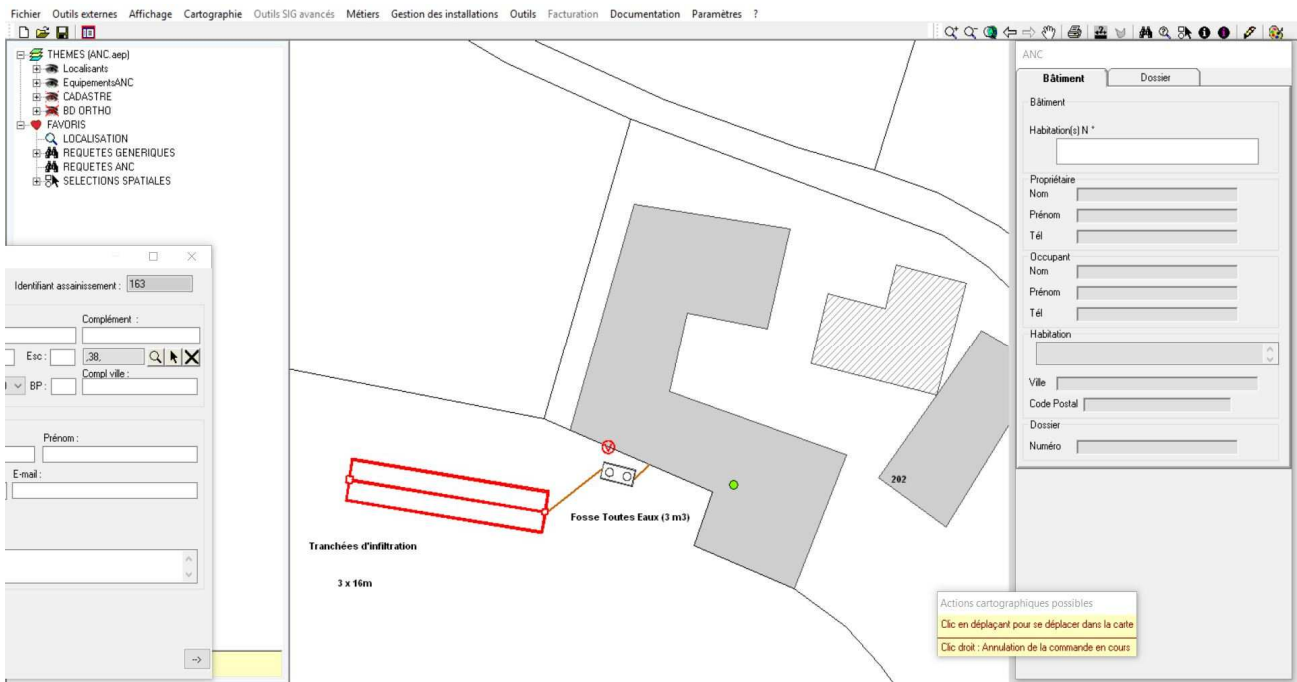 Fichier Outils externes Affichage Cartographie Outils SIG avancés Métiers Gestion des installations Outils Facturation Documentation Paramètres ?
THEMES (ANC.aep)
Localisants
EquipementsANC
CADASTRE
BD ORTHO
FAVORIS
LOCALISATION
REQUETES GENERIQUES
REQUETES ANC
SELECTIONS SPATIALES
Identifiant assainissement : 163
Complément :
Esc : ,38,
Compl ville :
BP :
Prénom :
E-mail :
->
202
Fosse Toutes Eaux (3 m3)
Tranchées d'infiltration
3 x 16m
Actions cartographiques possibles
Clic en déplaçant pour se déplacer dans la carte
Clic droit : Annulation de la commande en cours
ANC
Bâtiment Dossier
Bâtiment
Habitation(s) N °
Propriétaire
Nom
Prénom
Tél
Occupant
Nom
Prénom
Tél
Habitation
Ville
Code Postal
Dossier
Numéro